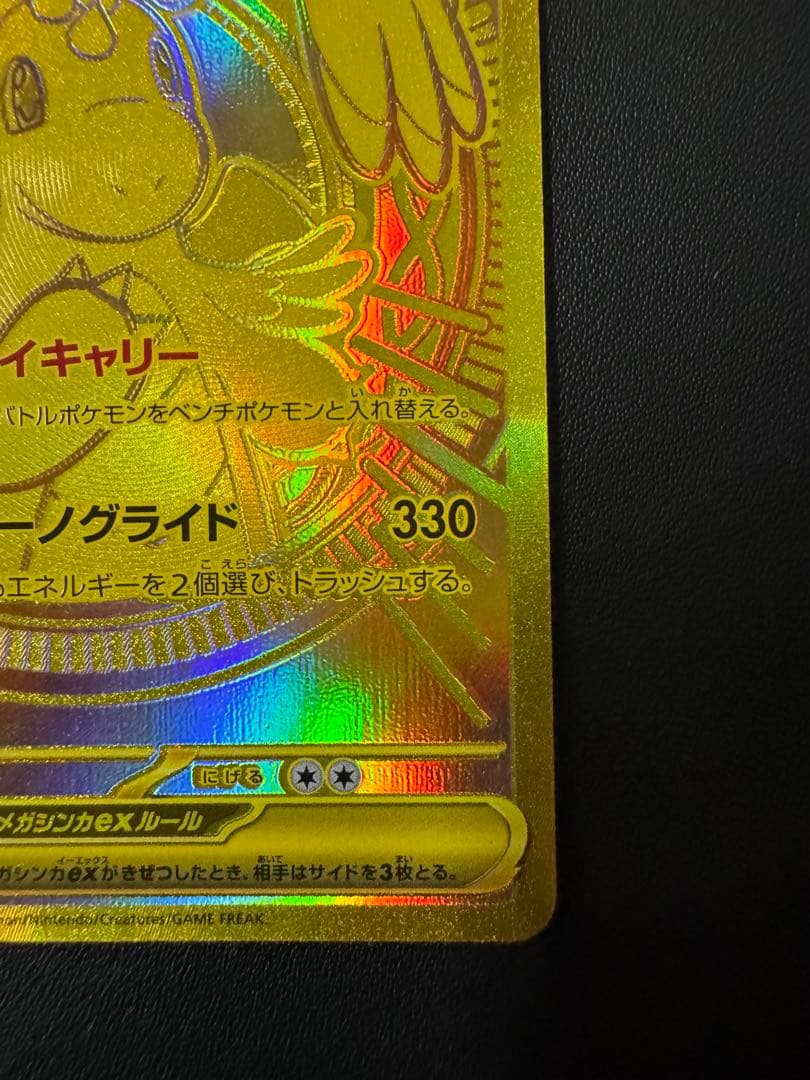 イキャリー
バトルポケモンをベンチポケモンと入れ替える。
ーノグライド 330
エネルギーを2個選び、トラッシュする。
にげる
メガシンカexルール
ガシンカexがきぜつしたとき、相手はサイドを3枚とる。
/Nintendo/Creatures/GAME FREAK.